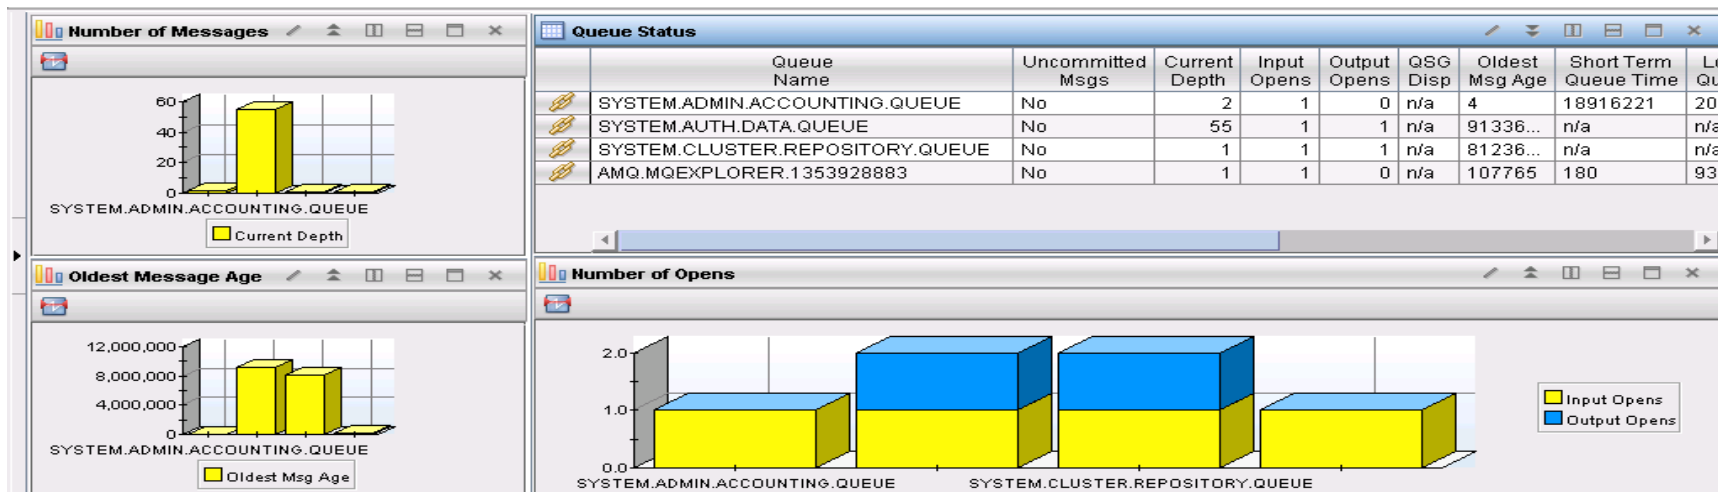 Number of Messages
60
40
20
0
SYSTEM.ADMIN.ACCOUNTING.QUEUE
Current Depth
Queue Status
Queue Name Uncommitted Msgs Current Depth Input Opens Output Opens QSG Disp Oldest Msg Age Short Term Queue Time
SYSTEM.ADMIN.ACCOUNTING.QUEUE No 2 1 0 n/a 4 18916221 20
SYSTEM.AUTH.DATA.QUEUE No 55 1 1 n/a 91336... n/a n/a
SYSTEM.CLUSTER.REPOSITORY.QUEUE No 1 1 1 n/a 81236... n/a n/a
AMQ.MQEXPLORER.1353928883 No 1 1 0 n/a 107765 180 93
Oldest Message Age
12,000,000
8,000,000
4,000,000
0
SYSTEM.ADMIN.ACCOUNTING.QUEUE
Oldest Msg Age
Number of Opens
2.0
1.0
0.0
SYSTEM.ADMIN.ACCOUNTING.QUEUE SYSTEM.CLUSTER.REPOSITORY.QUEUE
Input Opens
Output Opens